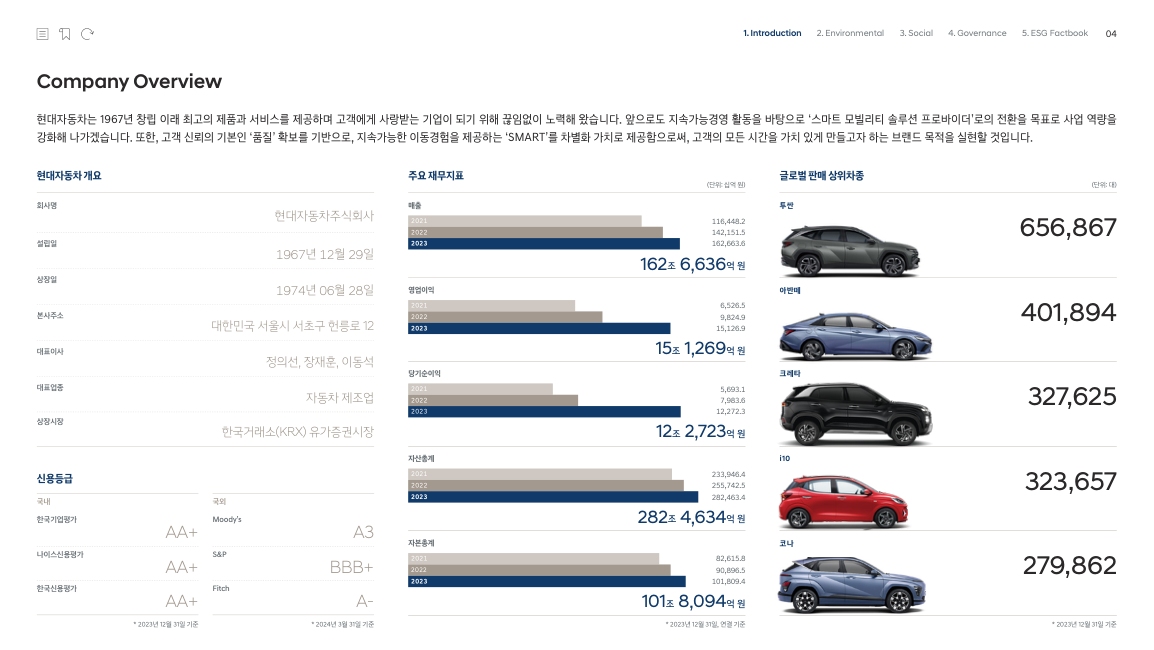 1. Introduction 2. Environmental 3. Social 4. Governance 5. ESG Factbook 04
Company Overview
현대자동차는 1967년 창립 이래 최고의 제품과 서비스를 제공하며 고객에게 사랑받는 기업이 되기 위해 끊임없이 노력해 왔습니다. 앞으로도 지속가능경영 활동을 바탕으로 ‘스마트 모빌리티 솔루션 프로바이더’로의 전환을 목표로 사업 역량을
강화해 나가겠습니다. 또한, 고객 신뢰의 기본인 ‘품질’ 확보를 기반으로, 지속가능한 이동경험을 제공하는 ‘SMART’를 차별화 가치로 제공함으로써, 고객의 모든 시간을 가치 있게 만들고자 하는 브랜드 목적을 실현할 것입니다.
현대자동차 개요
회사명
현대자동차주식회사
설립일
1967년 12월 29일
상장일
1974년 06월 28일
본사주소
대한민국 서울시 서초구 헌릉로 12
대표이사
정의선, 장재훈, 이동석
대표업종
자동차 제조업
상장시장
한국거래소(KRX) 유가증권시장
신용등급
국내
한국기업평가
AA+
나이스신용평가
AA+
한국신용평가
AA+
* 2023년 12월 31일 기준
국외
Moody's
A3
S&P
BBB+
Fitch
A-
* 2024년 3월 31일 기준
주요 재무지표
(단위: 십억 원)
매출
2021 116,448.2
2022 142,151.5
2023 162,663.6
162조 6,636억 원
영업이익
2021 6,526.5
2022 9,824.9
2023 15,126.9
15조 1,269억 원
당기순이익
2021 5,693.1
2022 7,983.6
2023 12,272.3
12조 2,723억 원
자산총계
2021 233,946.4
2022 255,742.5
2023 282,463.4
282조 4,634억 원
자본총계
2021 82,615.8
2022 90,896.5
2023 101,809.4
101조 8,094억 원
* 2023년 12월 31일, 연결 기준
글로벌 판매 상위차종
(단위: 대)
투싼
656,867
아반떼
401,894
크레타
327,625
i10
323,657
코나
279,862
* 2023년 12월 31일 기준